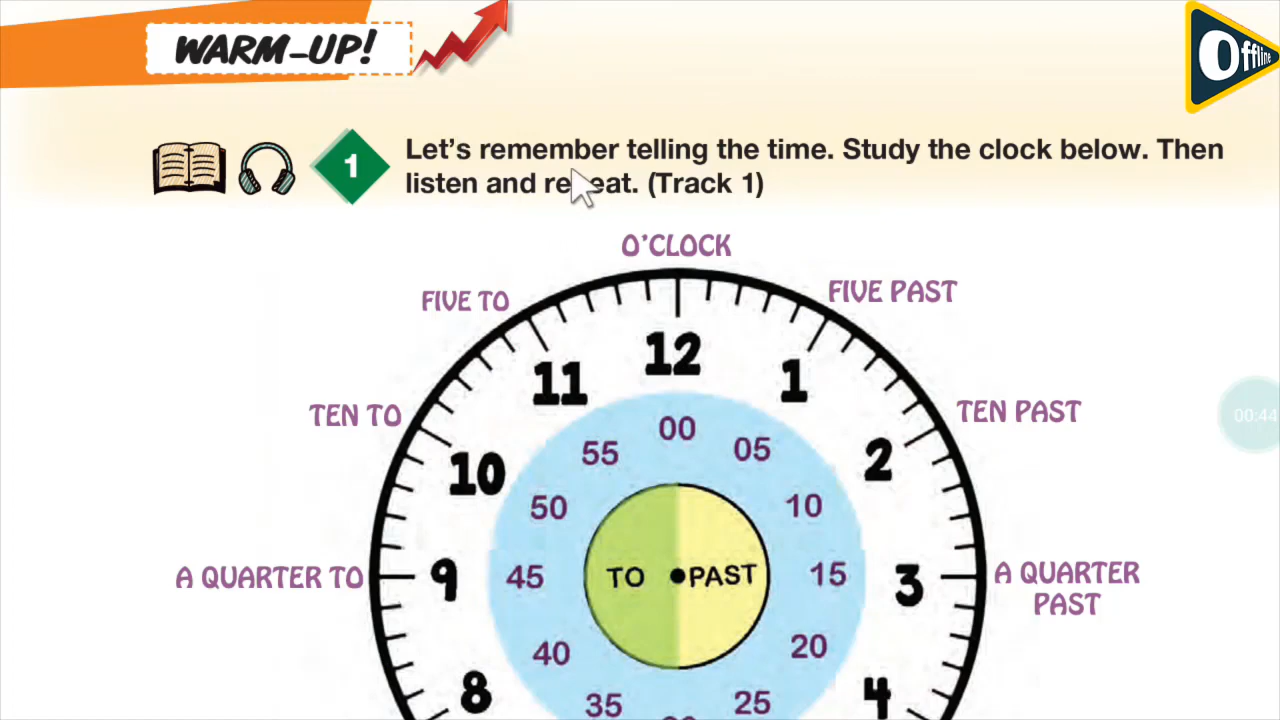 WARM-UP!
Offline
1
Let's remember telling the time. Study the clock below. Then
listen and repeat. (Track 1)
O'CLOCK
FIVE TO
FIVE PAST
12
11
1
TEN TO
TEN PAST
00
55
05
10
2
50
10
A QUARTER TO
9
45
TO
PAST
15
3
A QUARTER
PAST
00:44
40
20
8
35
25
4